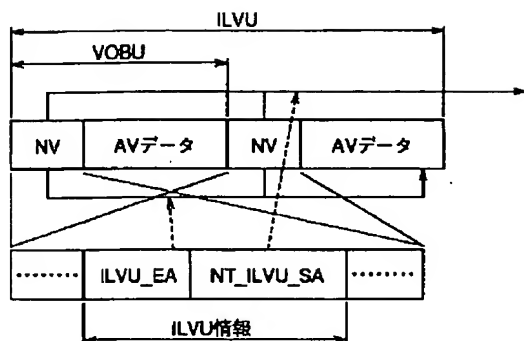 ILVU
VOBU
NV AVデータ NV AVデータ
ILVU_EA NT_ILVU_SA
ILVU情報